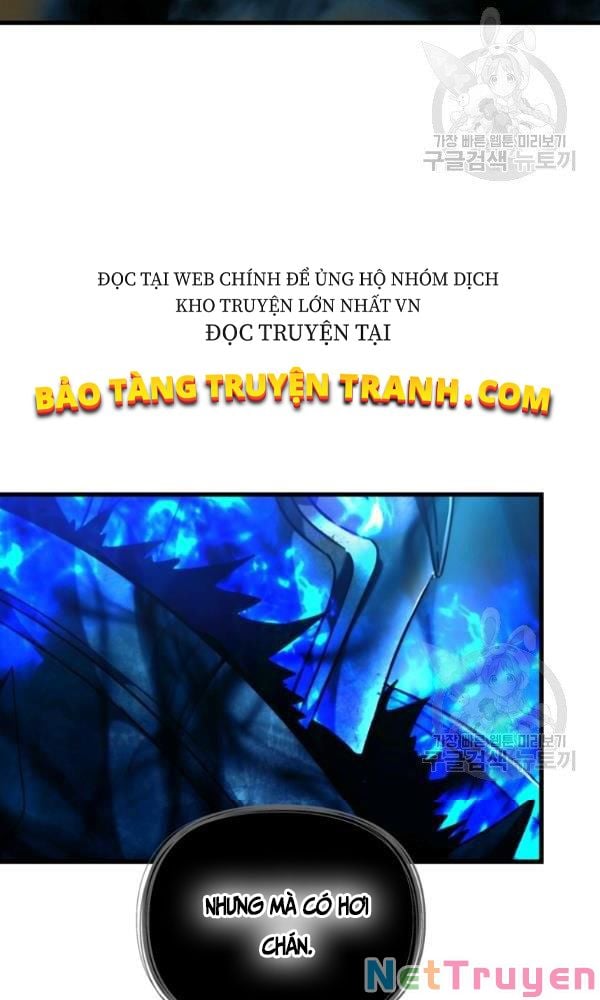 가장 빠른 웹툰 미리보기
구글검색 뉴토끼
ĐỌC TẠI WEB CHÍNH ĐỂ ỦNG HỘ NHÓM DỊCH
KHO TRUYỆN LỚN NHẤT VN
ĐỌC TRUYỆN TẠI
BẢO TÀNG TRUYỆN TRANH.COM
가장 빠른 웹툰 미리보기
구글검색 뉴토끼
NHƯNG MÀ CÓ HƠI
CHÁN.
NetTruyen